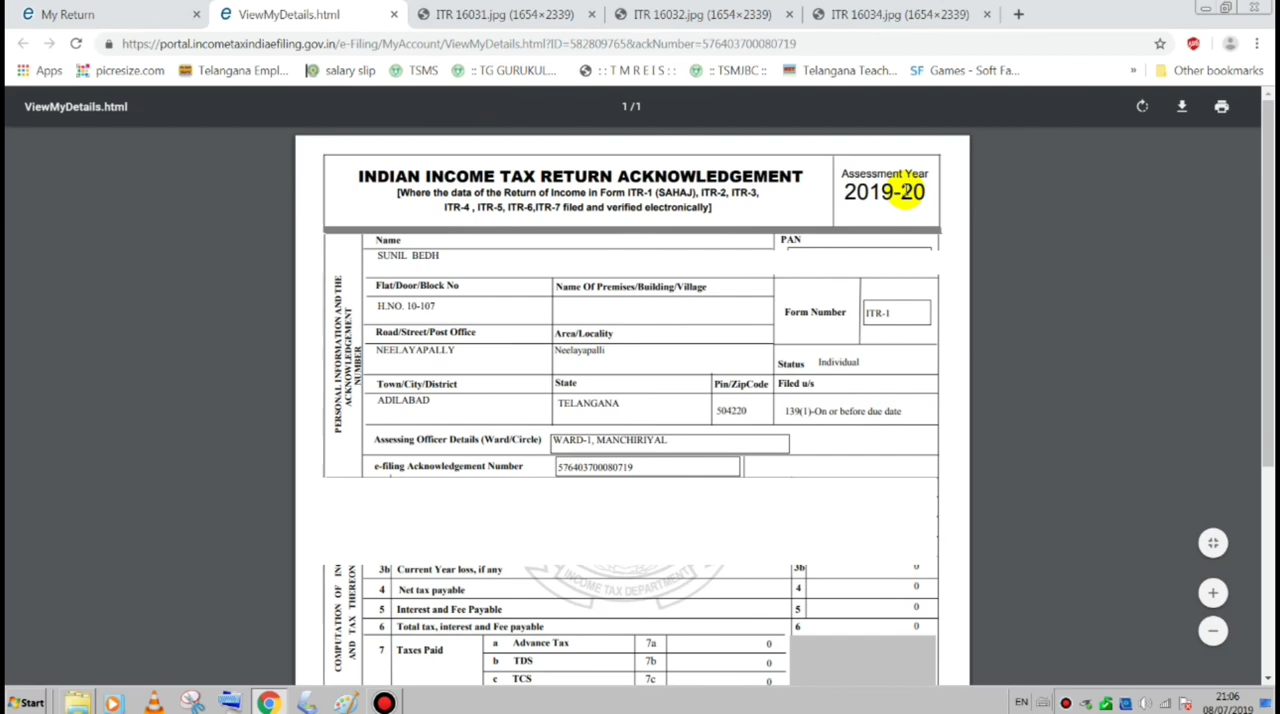 My Return
ViewMyDetails.html
ITR 16031.jpg (1654×2339)
ITR 16032.jpg (1654×2339)
ITR 16034.jpg (1654×2339)
https://portal.incometaxindiaefiling.gov.in/e-Filing/MyAccount/ViewMyDetails.html?ID=582809765&ackNumber=576403700080719
Apps
picresize.com
Telangana Empl...
salary slip
TSMS
:: TG GURUKUL...
: : T M R E I S : :
:: TSMJBC ::
Telangana Teach...
SF Games - Soft Fa...
»
Other bookmarks
ViewMyDetails.html
1 / 1
INDIAN INCOME TAX RETURN ACKNOWLEDGEMENT
[Where the data of the Return of Income in Form ITR-1 (SAHAJ), ITR-2, ITR-3,
ITR-4 , ITR-5, ITR-6,ITR-7 filed and verified electronically]
Assessment Year
2019-20
PERSONAL INFORMATION AND THE
ACKNOWLEDGEMENT
NUMBER
Name
PAN
SUNIL BEDH
Flat/Door/Block No
Name Of Premises/Building/Village
H.NO. 10-107
Form Number
ITR-1
Road/Street/Post Office
Area/Locality
NEELAYAPALLY
Neelayapalli
Status
Individual
Town/City/District
State
Pin/ZipCode
Filed u/s
ADILABAD
TELANGANA
504220
139(1)-On or before due date
Assessing Officer Details (Ward/Circle)
WARD-1, MANCHIRIYAL
e-filing Acknowledgement Number
576403700080719
COMPUTATION OF
AND TAX THEREON
3b Current Year loss, if any 3b 0
INCOME TAX DEPARTMENT
4 Net tax payable 4 0
5 Interest and Fee Payable 5 0
6 Total tax, interest and Fee payable 6 0
7 Taxes Paid
a Advance Tax 7a 0
b TDS 7b 0
c TCS 7c 0
Start
EN
21:06
08/07/2019